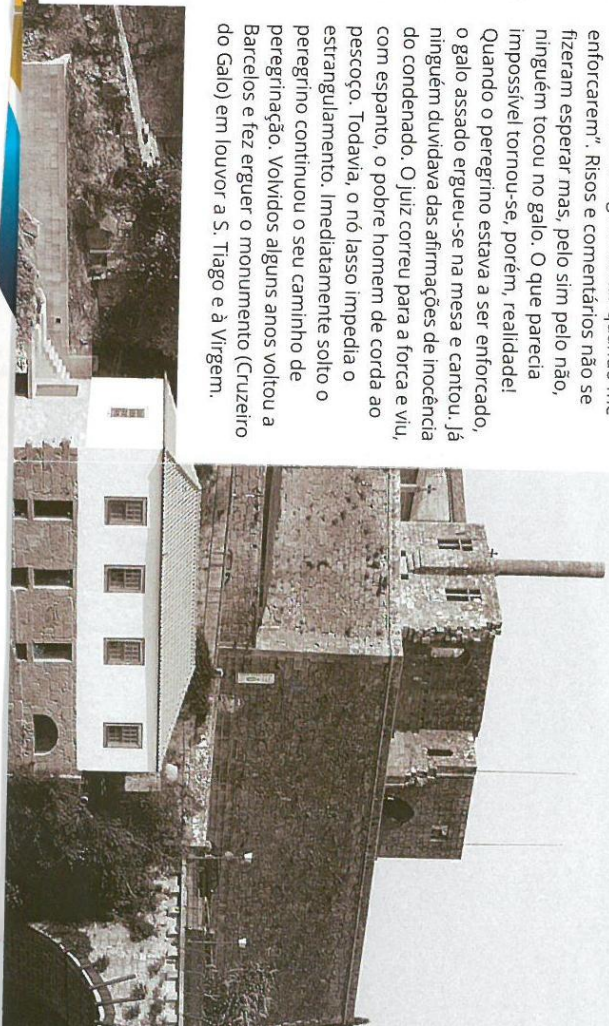 enforcarem". Risos e comentários não se
fizeram esperar mas, pelo sim pelo não,
ninguém tocou no galo. O que parecia
impossível tornou-se, porém, realidade!
Quando o peregrino estava a ser enforcado,
o galo assado ergueu-se na mesa e cantou. Já
ninguém duvidava das afirmações de inocência
do condenado. O juiz correu para a forca e viu,
com espanto, o pobre homem de corda ao
pescoço. Todavia, o nó lasso impedia o
estrangulamento. Imediatamente solto o
peregrino continuou o seu caminho de
peregrinação. Volvidos alguns anos voltou a
Barcelos e fez erguer o monumento (Cruzeiro
do Galo) em louvor a S. Tiago e à Virgem.